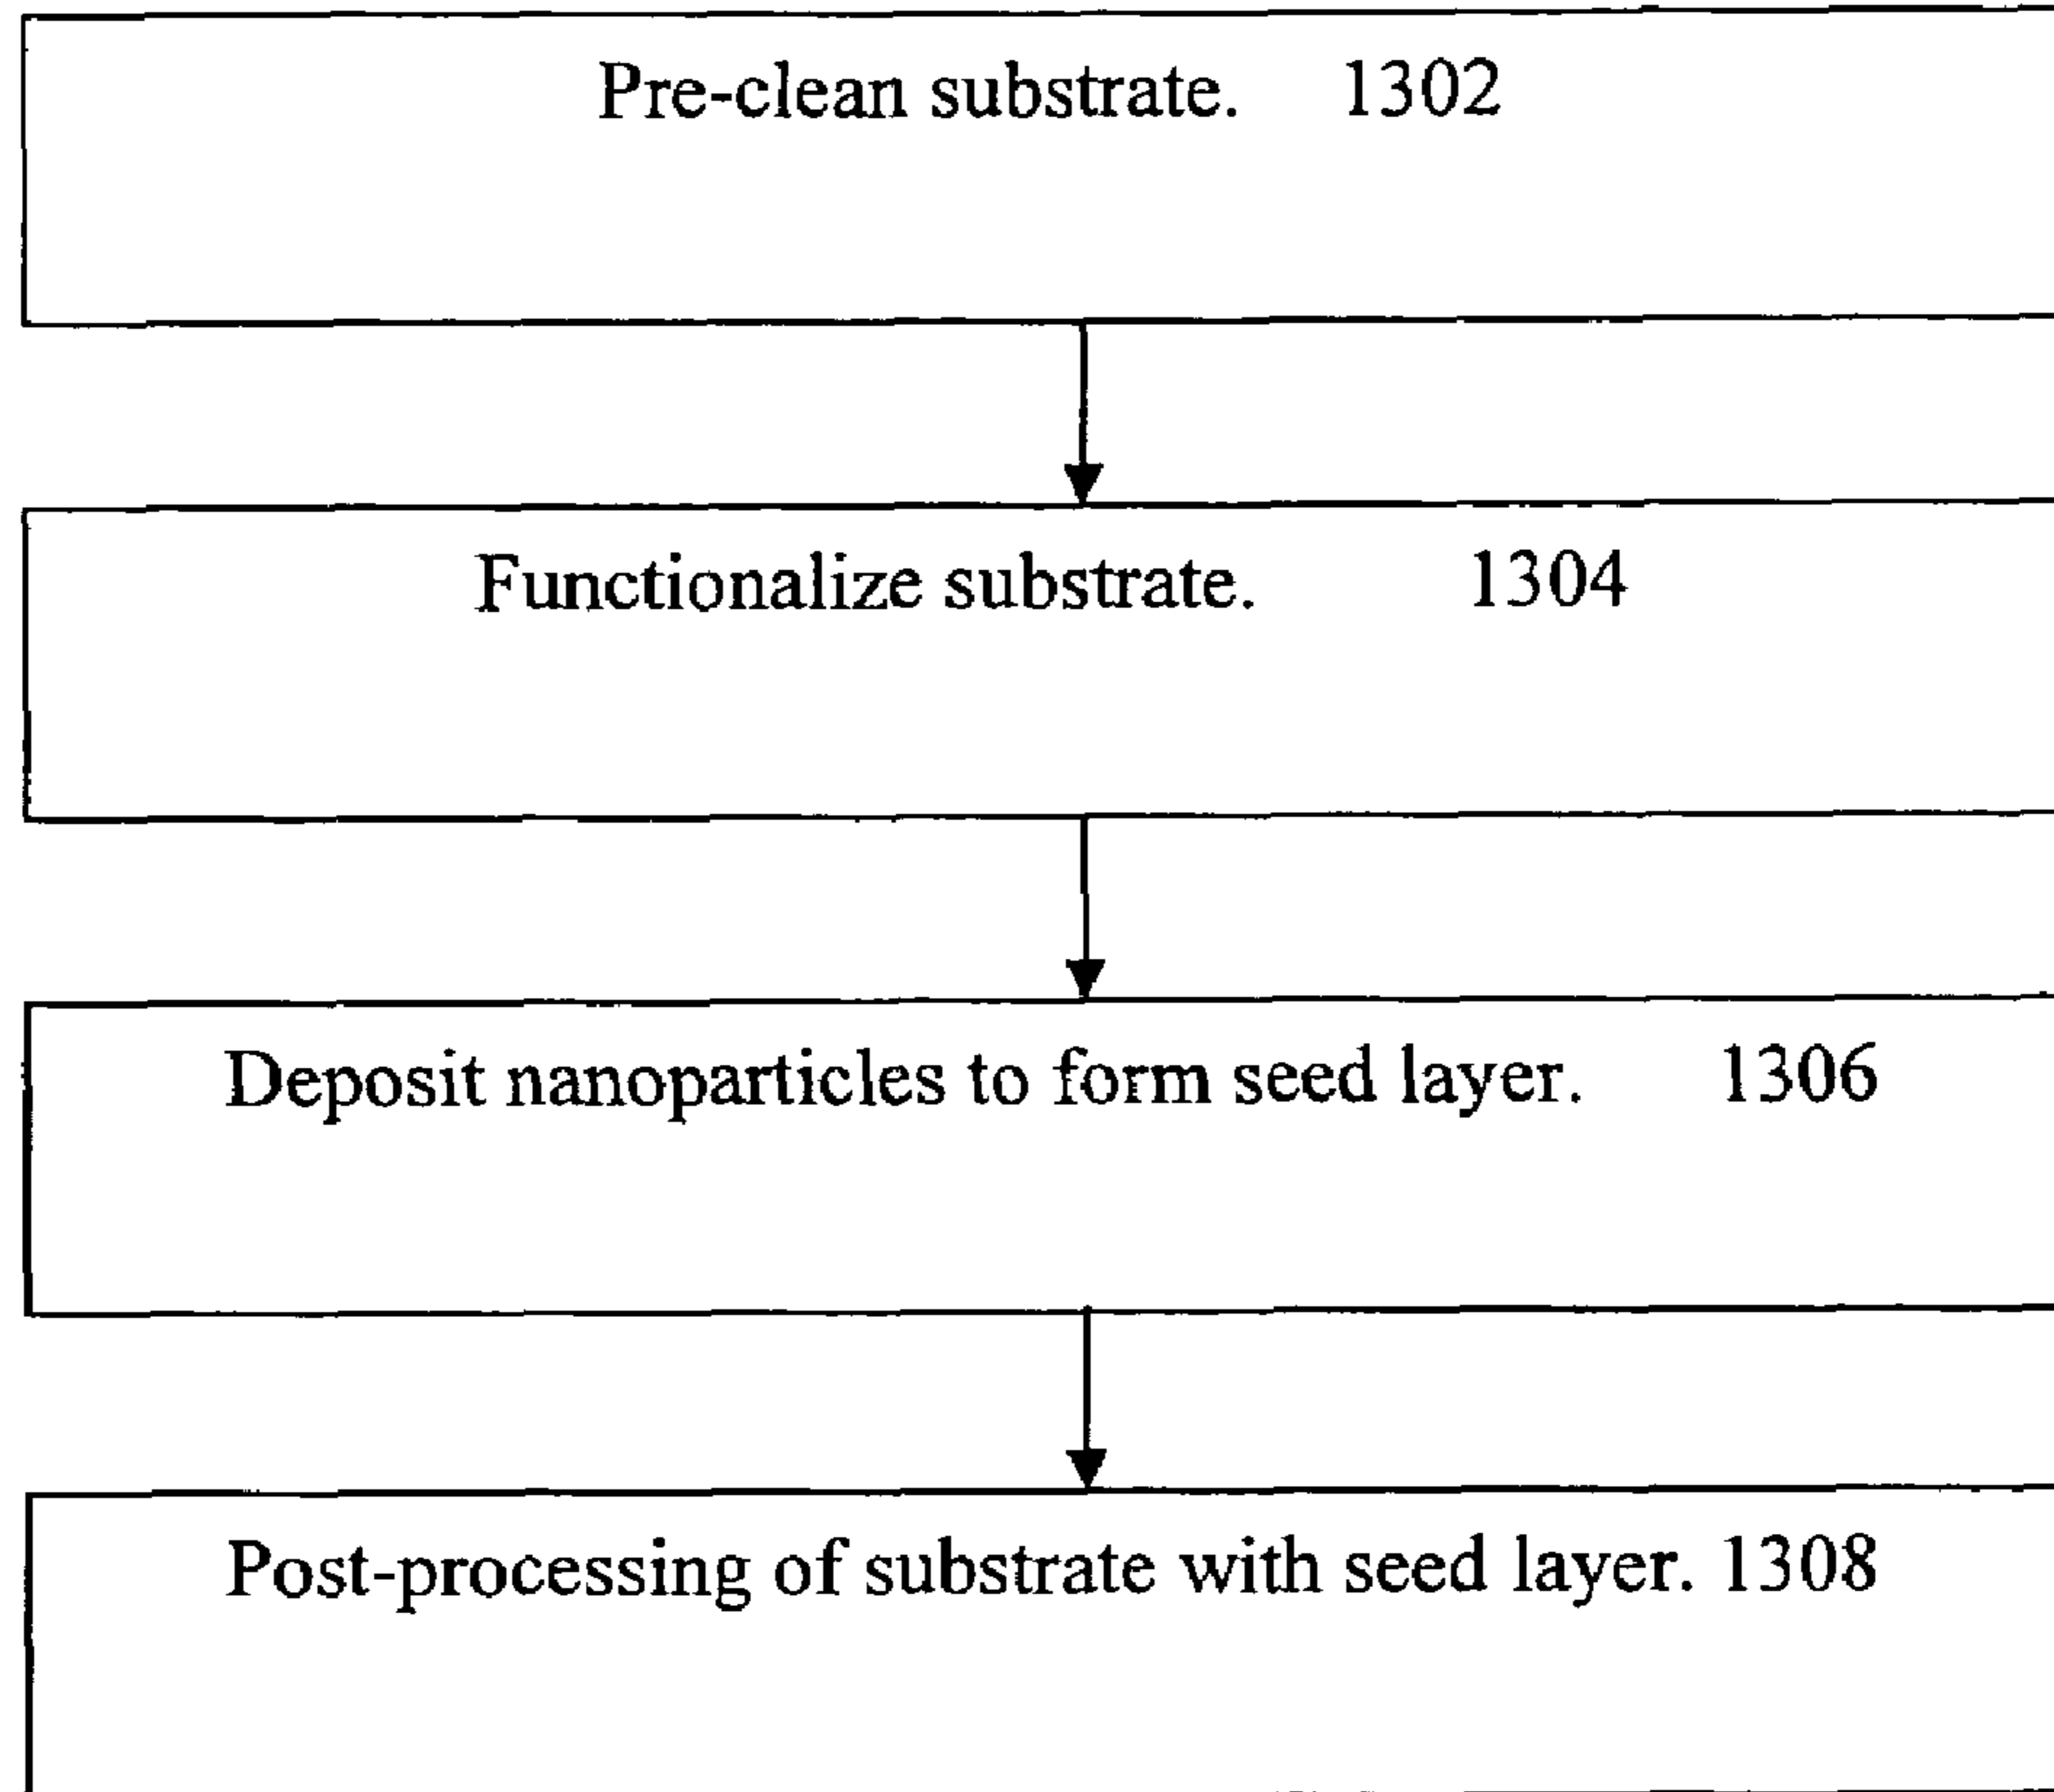 Pre-clean substrate. 1302
Functionalize substrate. 1304
Deposit nanoparticles to form seed layer. 1306
Post-processing of substrate with seed layer. 1308